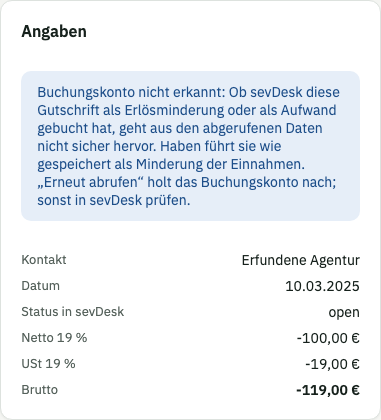 Angaben
Buchungskonto nicht erkannt: Ob sevDesk diese
Gutschrift als Erlösminderung oder als Aufwand
gebucht hat, geht aus den abgerufenen Daten
nicht sicher hervor. Haben führt sie wie
gespeichert als Minderung der Einnahmen.
„Erneut abrufen“ holt das Buchungskonto nach;
sonst in sevDesk prüfen.
Kontakt Erfundene Agentur
Datum 10.03.2025
Status in sevDesk open
Netto 19 % -100,00 €
USt 19 % -19,00 €
Brutto -119,00 €